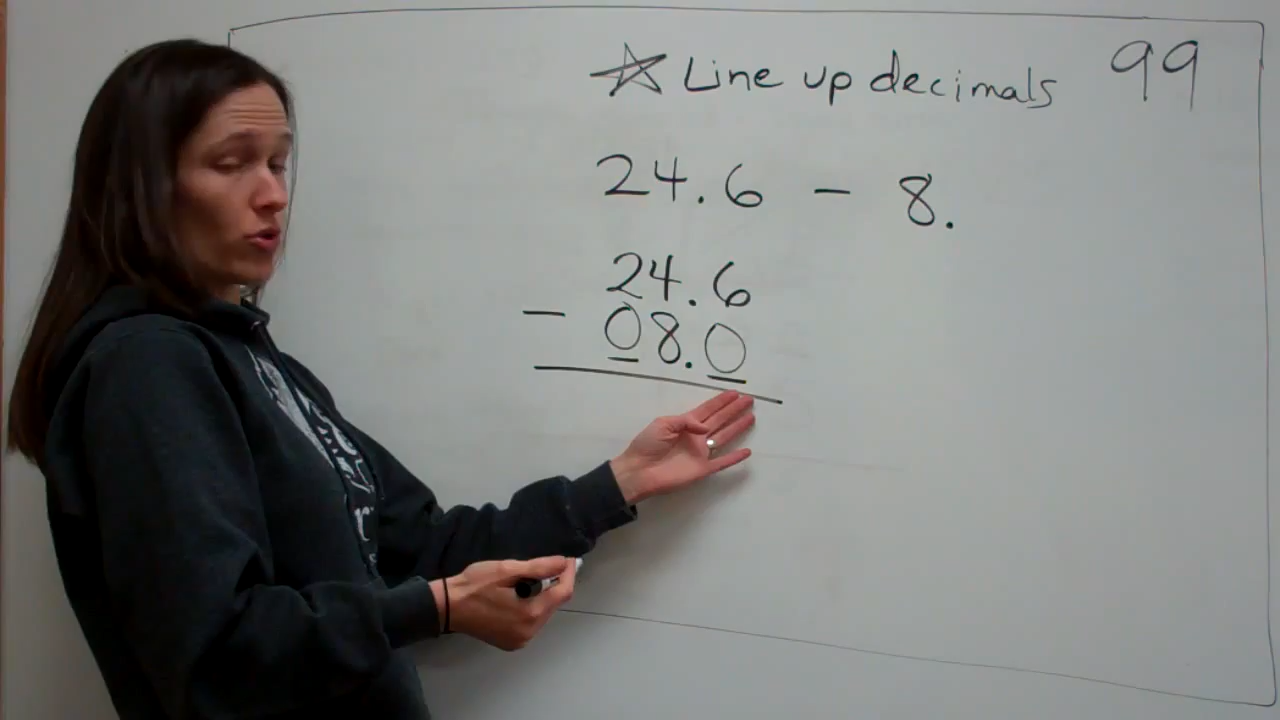 ☆ Line up decimals 99
24.6 - 8.
24.6
- 08.0